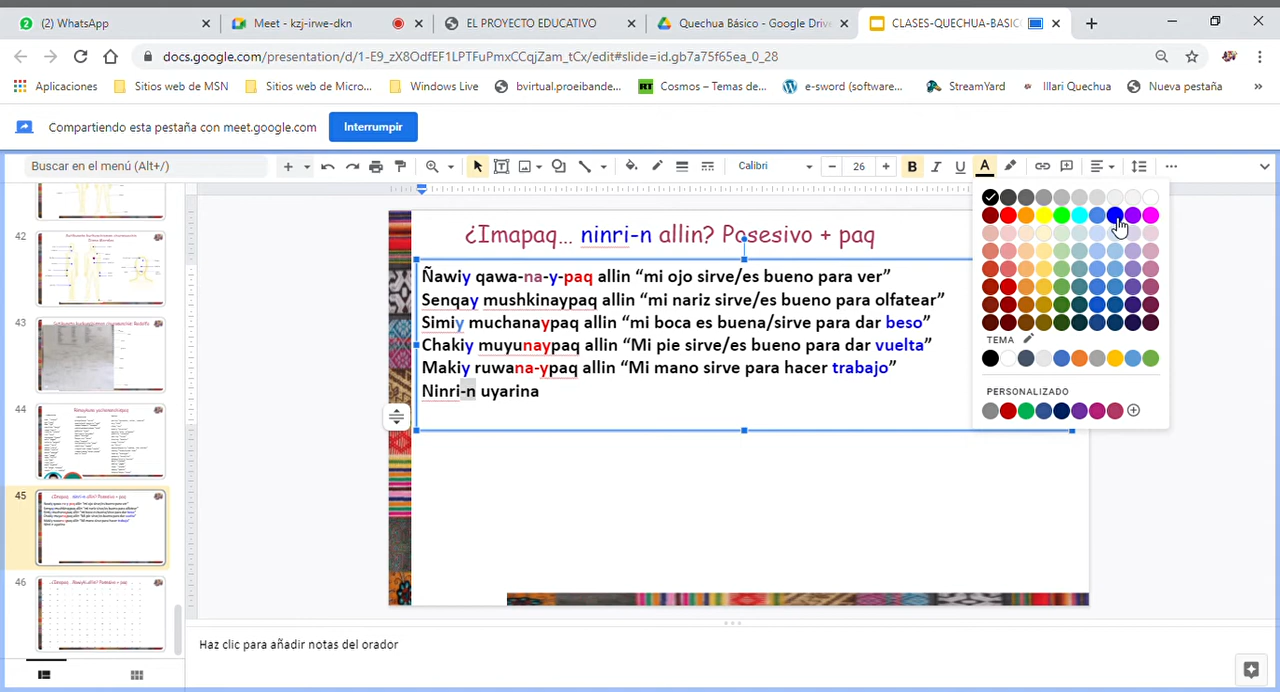 (2) WhatsApp
Meet - kzj-irwe-dkn
EL PROYECTO EDUCATIVO
Quechua Básico - Google Drive
CLASES-QUECHUA-BASIC
docs.google.com/presentation/d/1-E9_zX8OdfEF1LPTFuPmxCCqjZam_tCx/edit#slide=id.gb7a75f65ea_0_28
Aplicaciones Sitios web de MSN Sitios web de Micro... Windows Live bvirtual.proeibande... RT Cosmos – Temas de... e-sword (software... StreamYard Illari Quechua Nueva pestaña »
Compartiendo esta pestaña con meet.google.com Interrumpir
Buscar en el menú (Alt+/) Calibri 26 B I U A
¿Imapaq... ninri-n allin? Posesivo + paq
Ñawiy qawa-na-y-paq allin “mi ojo sirve/es bueno para ver”
Senqay mushkinaypaq allin “mi nariz sirve/es bueno para olfatear”
Simiy muchanaypaq allin “mi boca es buena/sirve para dar beso”
Chakiy muyunaypaq allin “Mi pie sirve/es bueno para dar vuelta”
Makiy ruwana-ypaq allin “Mi mano sirve para hacer trabajo”
Ninri-n uyarina
TEMA
PERSONALIZADO
42
43
44
45
46
Haz clic para añadir notas del orador